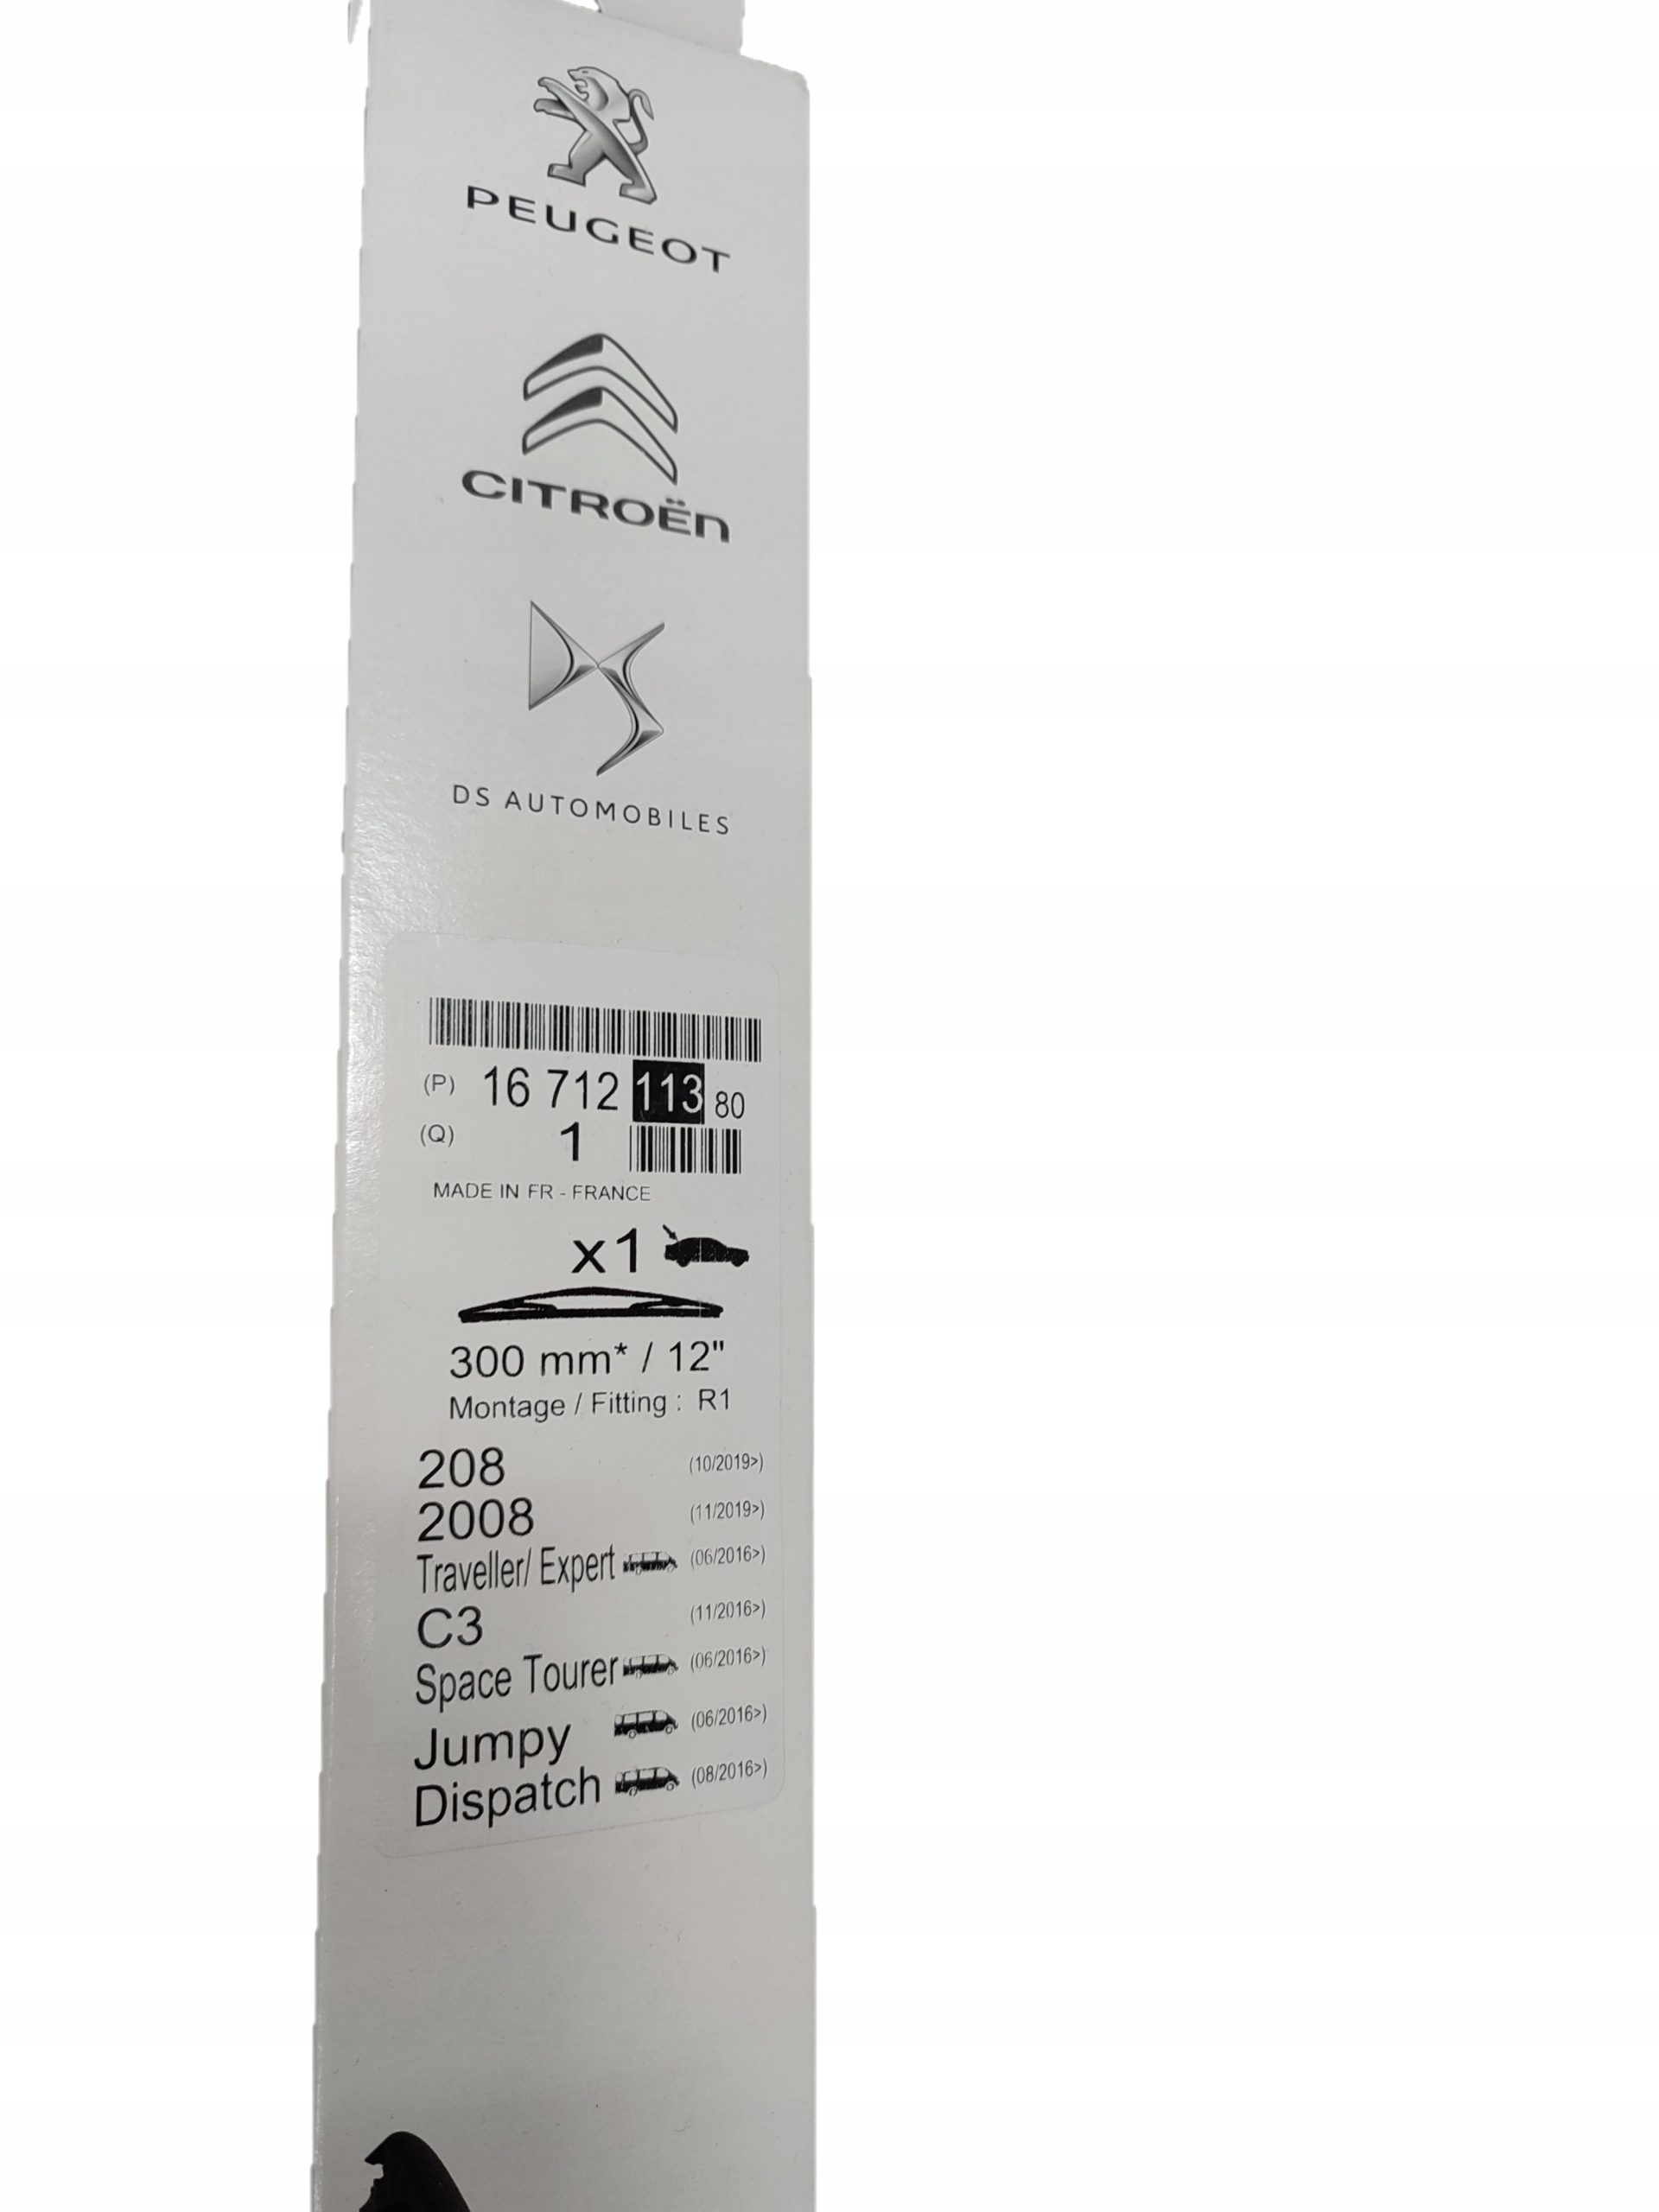 PEUGEOT
CITROËN
DS AUTOMOBILES
(P) 16 712 113 80
(Q) 1
MADE IN FR - FRANCE
x1
300 mm* / 12"
Montage / Fitting : R1
208 (10/2019>)
2008 (11/2019>)
Traveller/ Expert (06/2016>)
C3 (11/2016>)
Space Tourer (06/2016>)
Jumpy (06/2016>)
Dispatch (08/2016>)